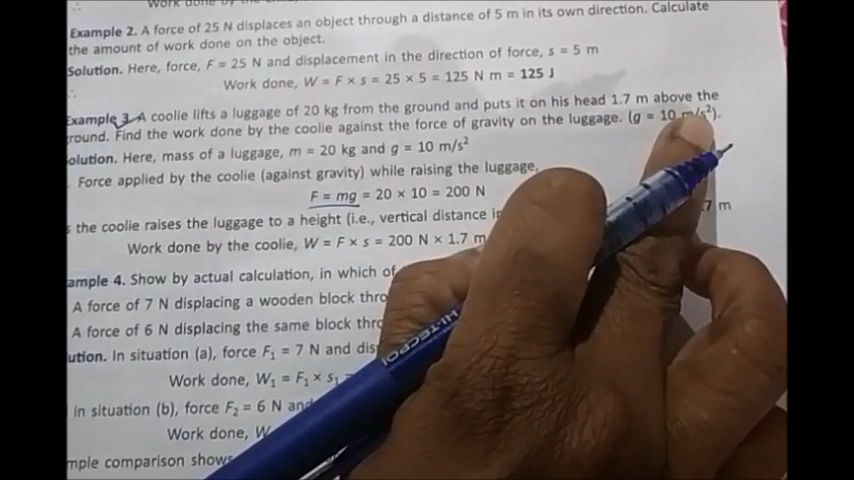 Work done by the
Example 2. A force of 25 N displaces an object through a distance of 5 m in its own direction. Calculate
the amount of work done on the object.
Solution. Here, force, F = 25 N and displacement in the direction of force, s = 5 m
∴ Work done, W = F × s = 25 × 5 = 125 N m = 125 J
Example 3. A coolie lifts a luggage of 20 kg from the ground and puts it on his head 1.7 m above the
ground. Find the work done by the coolie against the force of gravity on the luggage. (g = 10 m/s²).
olution. Here, mass of a luggage, m = 20 kg and g = 10 m/s²
Force applied by the coolie (against gravity) while raising the luggage,
F = mg = 20 × 10 = 200 N
s the coolie raises the luggage to a height (i.e., vertical distance .7 m
Work done by the coolie, W = F × s = 200 N × 1.7 m
ample 4. Show by actual calculation, in which of
A force of 7 N displacing a wooden block
A force of 6 N displacing the same block
ution. In situation (a), force F₁ = 7 N and
Work done, W₁ = F₁ × s₁
in situation (b), force F₂ = 6 N
Work done,
mple comparison shows
HI-TECPOI